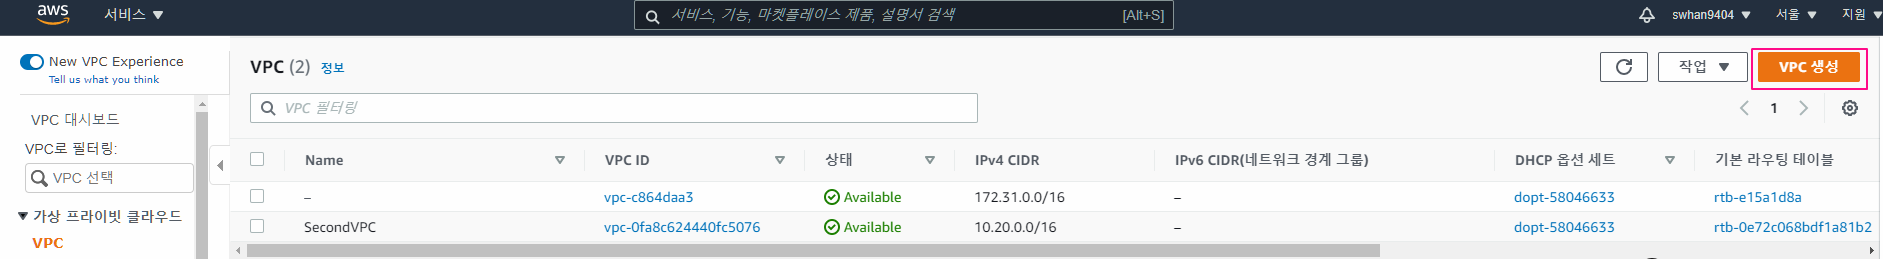 aws 서비스 ▼ 서비스, 기능, 마켓플레이스 제품, 설명서 검색 [Alt+S] swhan9404 ▼ 서울 ▼ 지원 ▼
New VPC Experience
Tell us what you think
VPC 대시보드
VPC로 필터링:
VPC 선택
▼ 가상 프라이빗 클라우드
VPC
VPC (2) 정보 작업 ▼ VPC 생성
VPC 필터링 < 1 >
Name VPC ID 상태 IPv4 CIDR IPv6 CIDR(네트워크 경계 그룹) DHCP 옵션 세트 기본 라우팅 테이블
– vpc-c864daa3 Available 172.31.0.0/16 – dopt-58046633 rtb-e15a1d8a
SecondVPC vpc-0fa8c624440fc5076 Available 10.20.0.0/16 – dopt-58046633 rtb-0e72c068bdf1a81b2